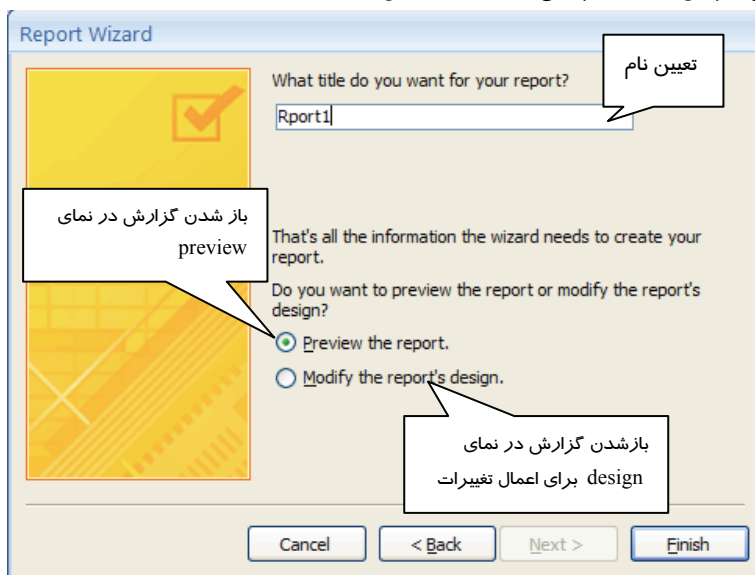 Report Wizard
تعیین نام
What title do you want for your report?
Rport1
باز شدن گزارش در نمای
preview
That's all the information the wizard needs to create your
report.
Do you want to preview the report or modify the report's
design?
Preview the report.
Modify the report's design.
بازشدن گزارش در نمای
design برای اعمال تغییرات
Cancel
< Back
Next >
Finish